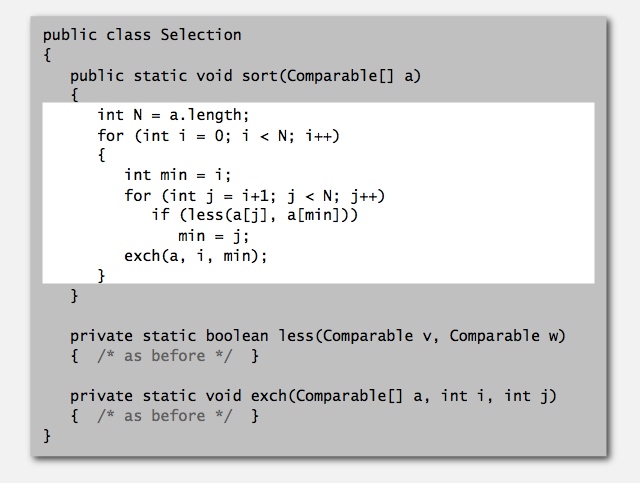 public class Selection
{
   public static void sort(Comparable[] a)
   {
      int N = a.length;
      for (int i = 0; i < N; i++)
      {
         int min = i;
         for (int j = i+1; j < N; j++)
            if (less(a[j], a[min]))
               min = j;
         exch(a, i, min);
      }
   }

   private static boolean less(Comparable v, Comparable w)
   {  /* as before */  }

   private static void exch(Comparable[] a, int i, int j)
   {  /* as before */  }
}